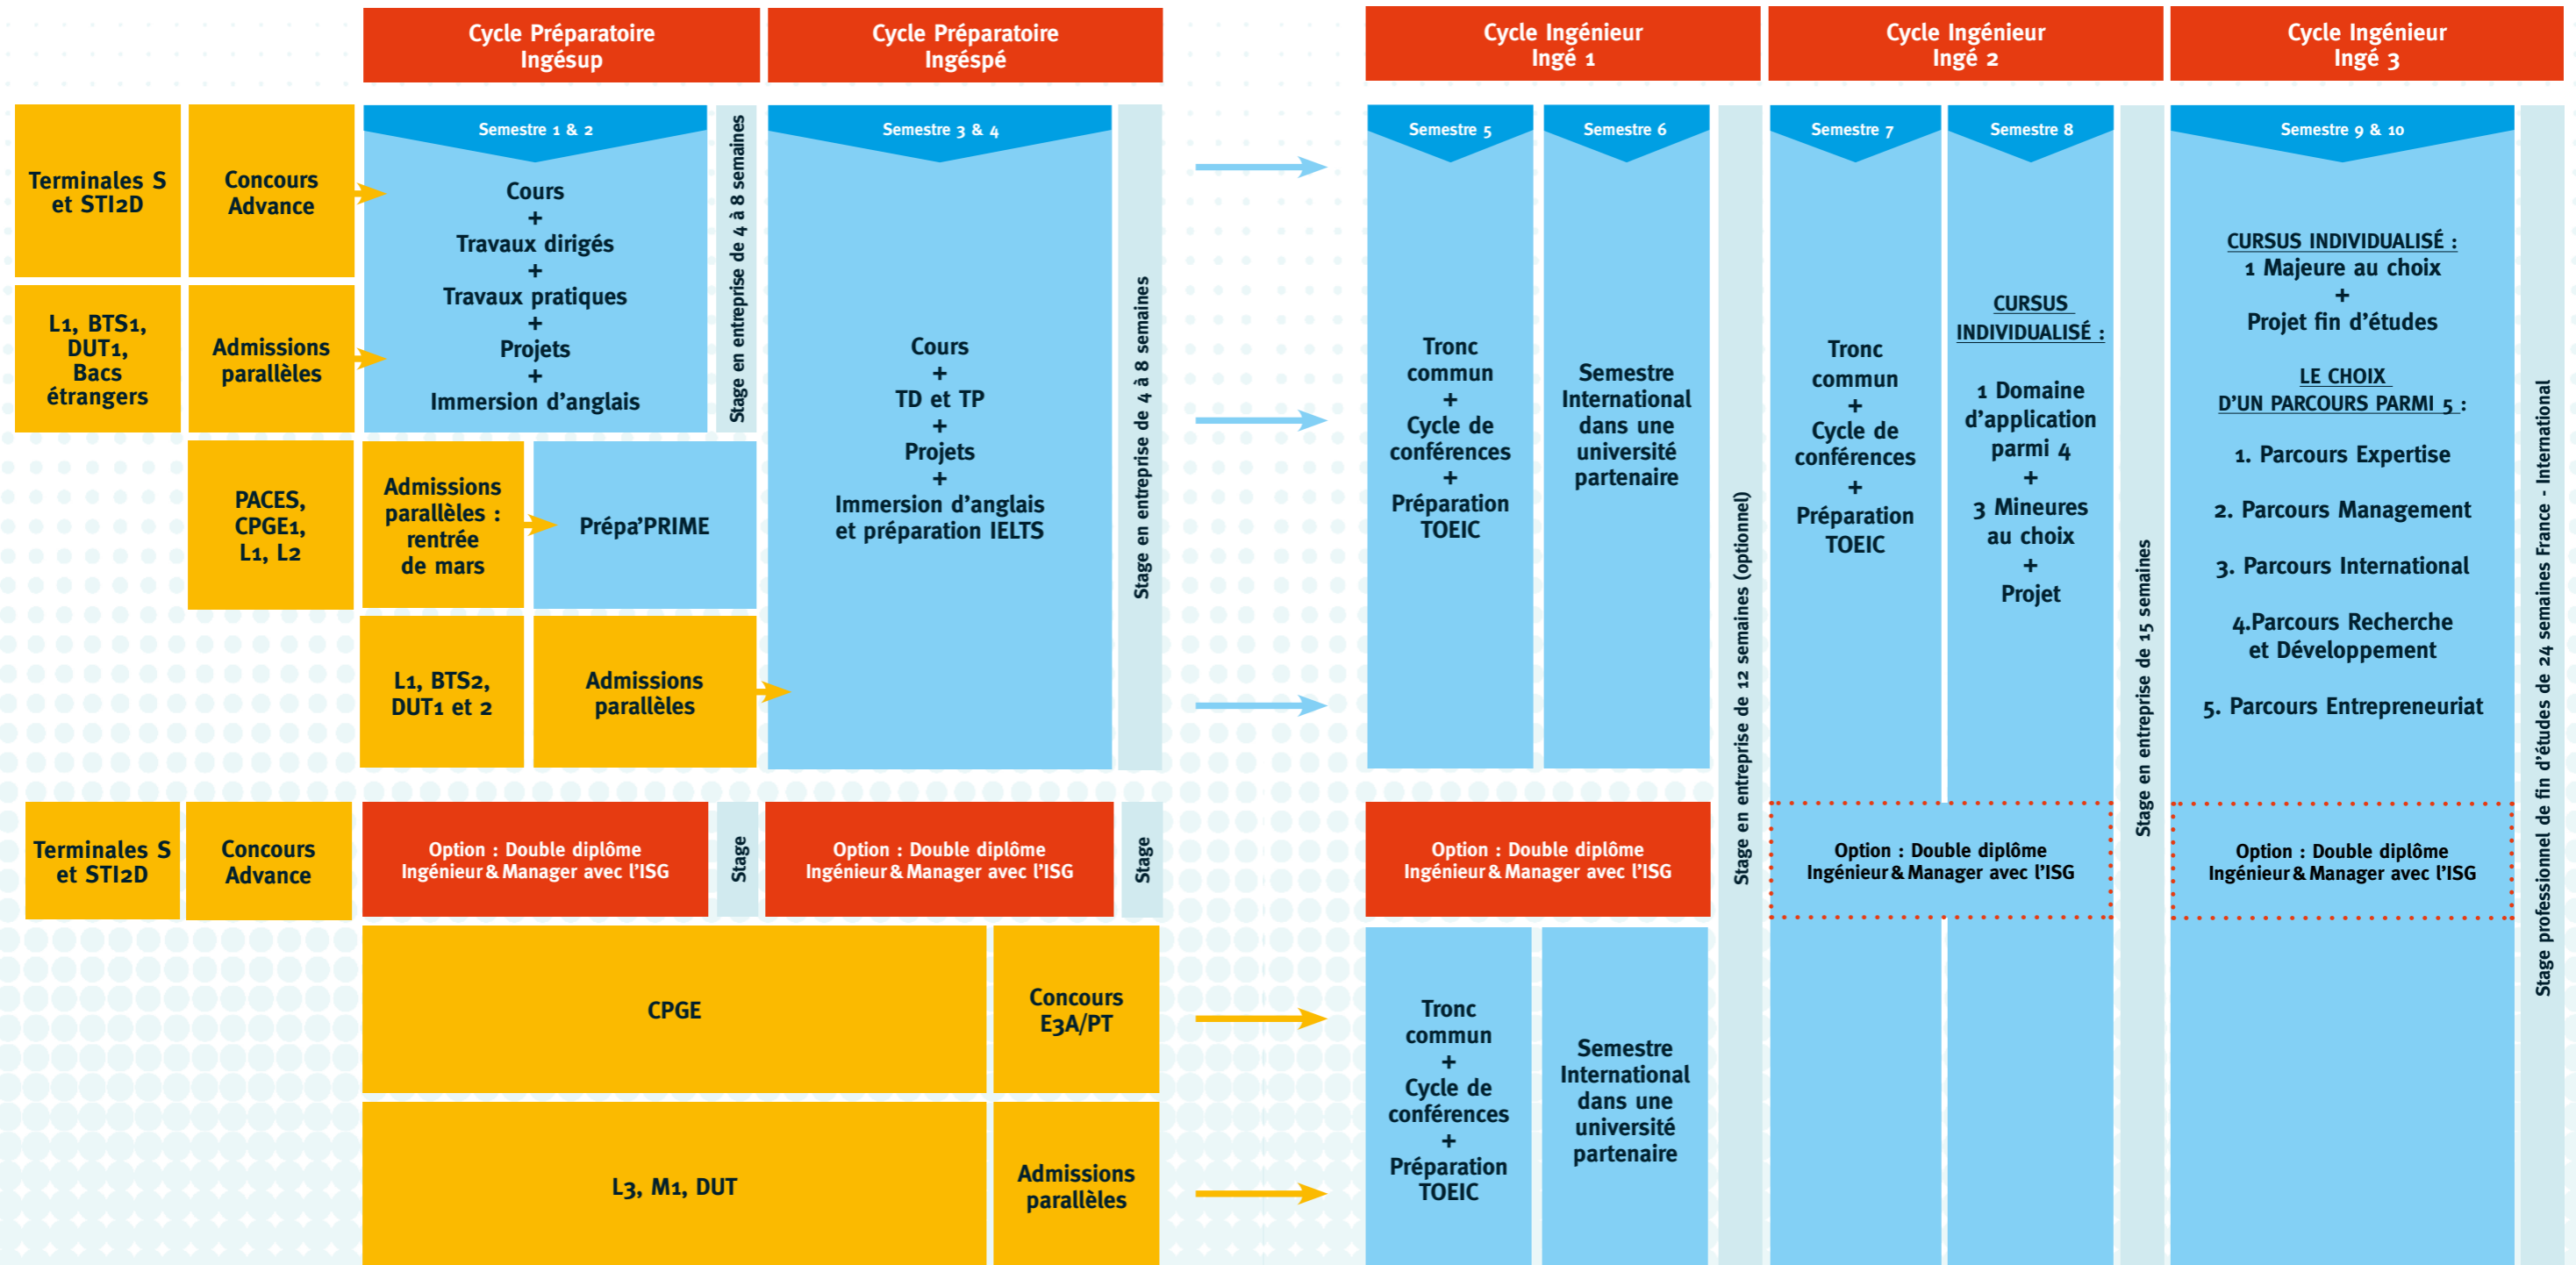 Cycle Préparatoire
Ingésup
Cycle Préparatoire
Ingéspé
Cycle Ingénieur
Ingé 1
Cycle Ingénieur
Ingé 2
Cycle Ingénieur
Ingé 3
Terminales S
et STI2D
Concours
Advance
Semestre 1 & 2
Cours
+
Travaux dirigés
+
Travaux pratiques
+
Projets
+
Immersion d'anglais
Stage en entreprise de 4 à 8 semaines
L1, BTS1,
DUT1,
Bacs
étrangers
Admissions
parallèles
PACES,
CPGE1,
L1, L2
Admissions
parallèles :
rentrée
de mars
Prépa'PRIME
L1, BTS2,
DUT1 et 2
Admissions
parallèles
Semestre 3 & 4
Cours
+
TD et TP
+
Projets
+
Immersion d'anglais
et préparation IELTS
Stage en entreprise de 4 à 8 semaines
Semestre 5
Tronc
commun
+
Cycle de
conférences
+
Préparation
TOEIC
Semestre 6
Semestre
International
dans une
université
partenaire
Stage en entreprise de 12 semaines (optionnel)
Semestre 7
Tronc
commun
+
Cycle de
conférences
+
Préparation
TOEIC
Semestre 8
CURSUS
INDIVIDUALISÉ :
1 Domaine
d'application
parmi 4
+
3 Mineures
au choix
+
Projet
Stage en entreprise de 15 semaines
Semestre 9 & 10
CURSUS INDIVIDUALISÉ :
1 Majeure au choix
+
Projet fin d'études
LE CHOIX
D'UN PARCOURS PARMI 5 :
1. Parcours Expertise
2. Parcours Management
3. Parcours International
4.Parcours Recherche
et Développement
5. Parcours Entrepreneuriat
Stage professionnel de fin d'études de 24 semaines France - International
Terminales S
et STI2D
Concours
Advance
Option : Double diplôme
Ingénieur & Manager avec l'ISG
Stage
Option : Double diplôme
Ingénieur & Manager avec l'ISG
Stage
Option : Double diplôme
Ingénieur & Manager avec l'ISG
Option : Double diplôme
Ingénieur & Manager avec l'ISG
Option : Double diplôme
Ingénieur & Manager avec l'ISG
CPGE
Concours
E3A/PT
L3, M1, DUT
Admissions
parallèles
Tronc
commun
+
Cycle de
conférences
+
Préparation
TOEIC
Semestre
International
dans une
université
partenaire